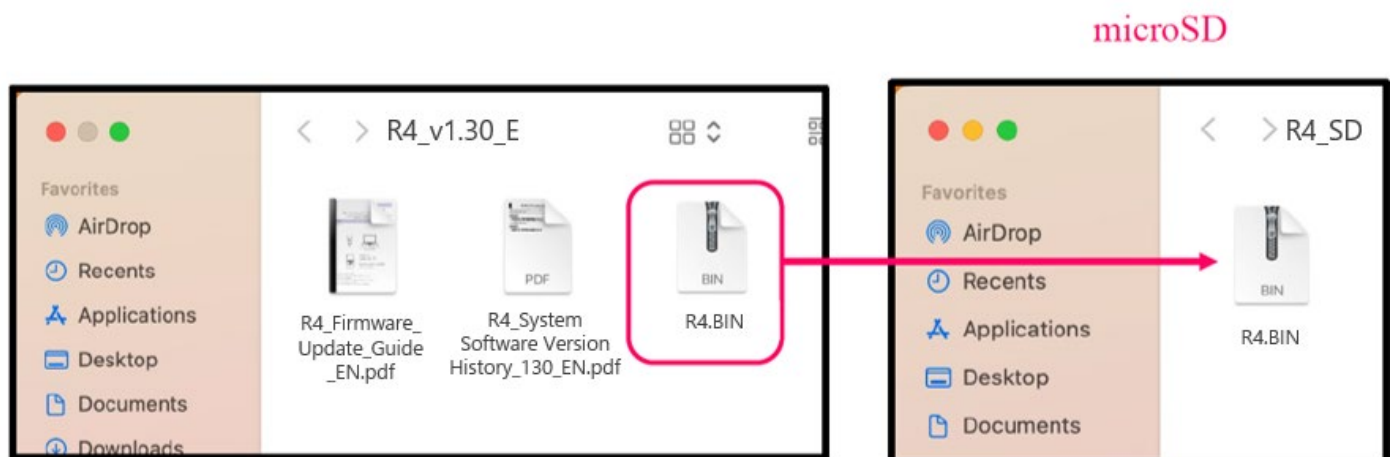 microSD
R4_v1.30_E
Favorites
AirDrop
Recents
Applications
Desktop
Documents
Downloads
R4_Firmware_
Update_Guide
_EN.pdf
PDF
R4_System
Software Version
History_130_EN.pdf
BIN
R4.BIN
R4_SD
Favorites
AirDrop
Recents
Applications
Desktop
Documents
BIN
R4.BIN